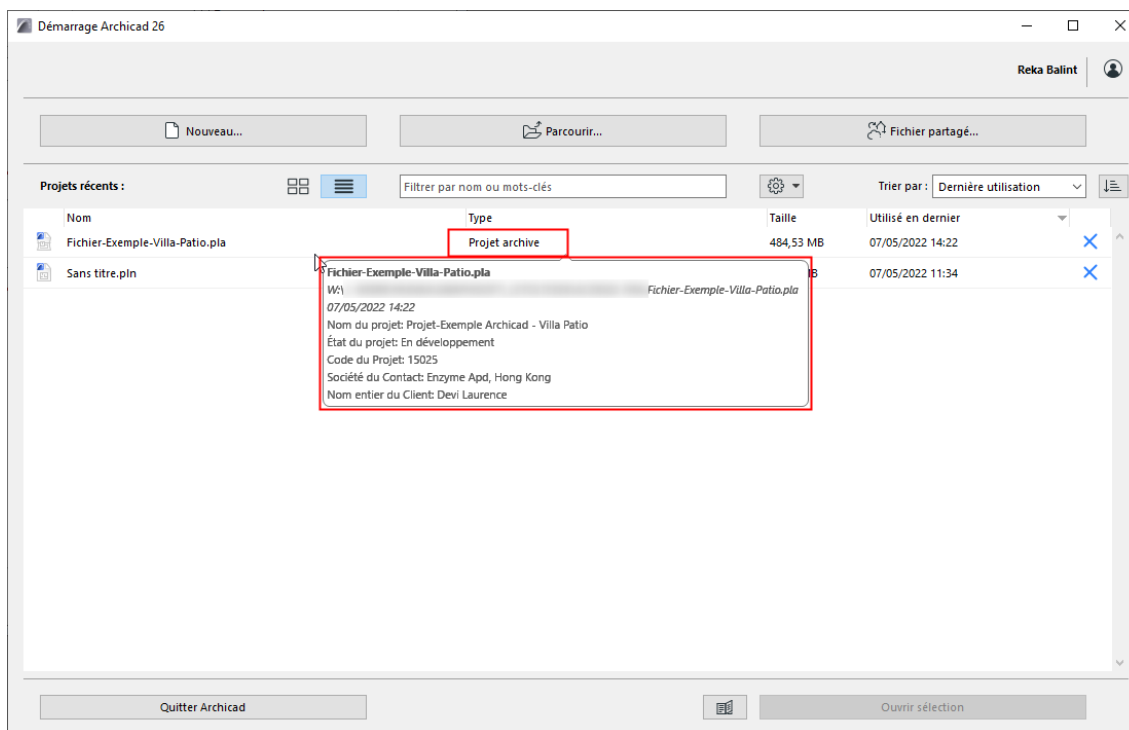 Démarrage Archicad 26
Reka Balint
Nouveau...
Parcourir...
Fichier partagé...
Projets récents :
Filtrer par nom ou mots-clés
Trier par : Dernière utilisation
Nom Type Taille Utilisé en dernier
Fichier-Exemple-Villa-Patio.pla Projet archive 484,53 MB 07/05/2022 14:22
Sans titre.pln 07/05/2022 11:34
Fichier-Exemple-Villa-Patio.pla
W:\ Fichier-Exemple-Villa-Patio.pla
07/05/2022 14:22
Nom du projet: Projet-Exemple Archicad - Villa Patio
État du projet: En développement
Code du Projet: 15025
Société du Contact: Enzyme Apd, Hong Kong
Nom entier du Client: Devi Laurence
Quitter Archicad
Ouvrir sélection